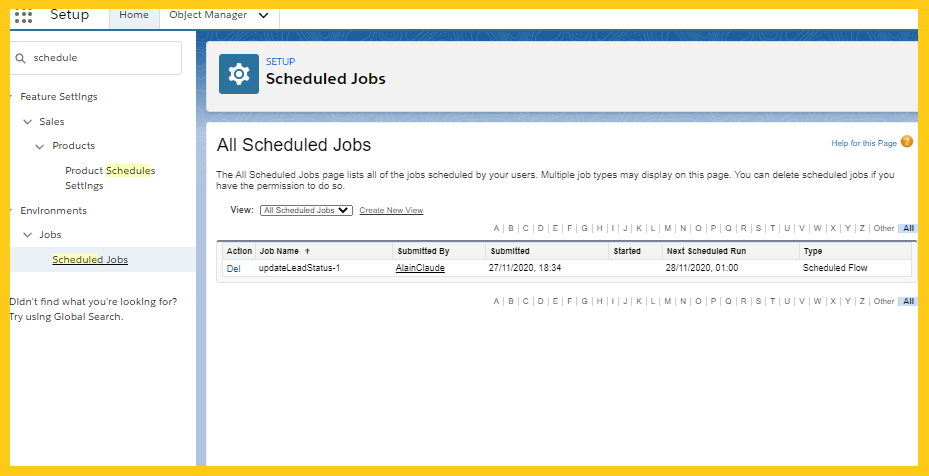 Setup Home Object Manager
schedule
Feature Settings
Sales
Products
Product Schedules
Settings
Environments
Jobs
Scheduled Jobs
Didn't find what you're looking for?
Try using Global Search.
SETUP
Scheduled Jobs
All Scheduled Jobs
Help for this Page ?
The All Scheduled Jobs page lists all of the jobs scheduled by your users. Multiple job types may display on this page. You can delete scheduled jobs if you
have the permission to do so.
View: All Scheduled Jobs Create New View
A | B | C | D | E | F | G | H | I | J | K | L | M | N | O | P | Q | R | S | T | U | V | W | X | Y | Z | Other | All
Action Job Name ↑ Submitted By Submitted Started Next Scheduled Run Type
Del updateLeadStatus-1 AlainClaude 27/11/2020, 18:34 28/11/2020, 01:00 Scheduled Flow
A | B | C | D | E | F | G | H | I | J | K | L | M | N | O | P | Q | R | S | T | U | V | W | X | Y | Z | Other | All